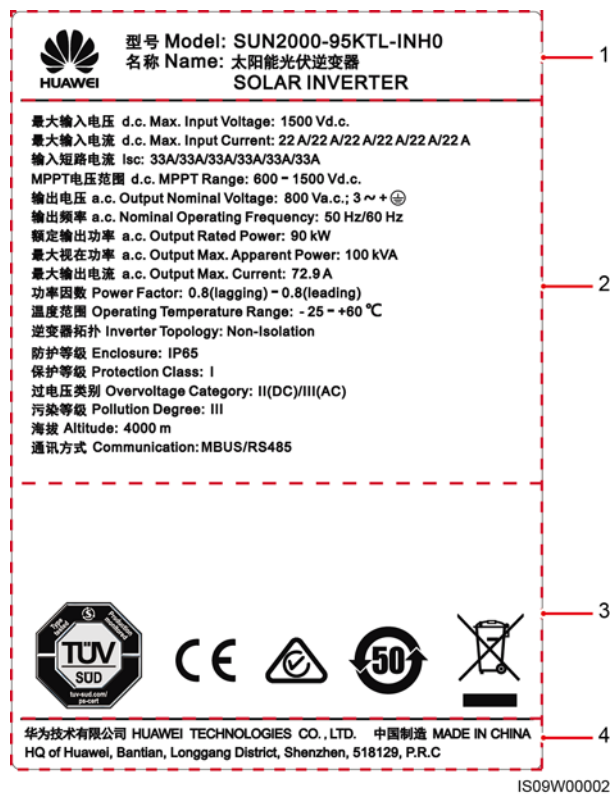 HUAWEI
型号 Model: SUN2000-95KTL-INH0
名称 Name: 太阳能光伏逆变器
SOLAR INVERTER
1
最大输入电压 d.c. Max. Input Voltage: 1500 Vd.c.
最大输入电流 d.c. Max. Input Current: 22 A/22 A/22 A/22 A/22 A/22 A
输入短路电流 Isc: 33A/33A/33A/33A/33A/33A
MPPT电压范围 d.c. MPPT Range: 600 - 1500 Vd.c.
输出电压 a.c. Output Nominal Voltage: 800 Va.c.; 3 ~ + ⏚
输出频率 a.c. Nominal Operating Frequency: 50 Hz/60 Hz
额定输出功率 a.c. Output Rated Power: 90 kW
最大视在功率 a.c. Output Max. Apparent Power: 100 kVA
最大输出电流 a.c. Output Max. Current: 72.9 A
功率因数 Power Factor: 0.8(lagging) - 0.8(leading)
温度范围 Operating Temperature Range: - 25 - +60 ℃
逆变器拓扑 Inverter Topology: Non-Isolation
防护等级 Enclosure: IP65
保护等级 Protection Class: I
过电压类别 Overvoltage Category: II(DC)/III(AC)
污染等级 Pollution Degree: III
海拔 Altitude: 4000 m
通讯方式 Communication: MBUS/RS485
2
Type tested
Production monitored
TÜV
SÜD
tuv-sud.com/
ps-cert
CE
50
3
华为技术有限公司 HUAWEI TECHNOLOGIES CO., LTD. 中国制造 MADE IN CHINA
HQ of Huawei, Bantian, Longgang District, Shenzhen, 518129, P.R.C
4
IS09W00002